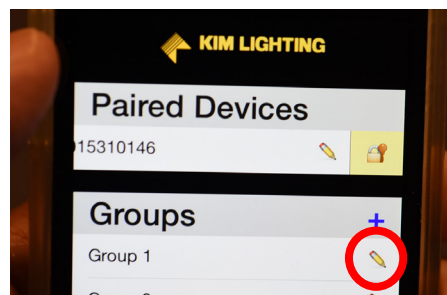 KIM LIGHTING
Paired Devices
15310146
Groups +
Group 1